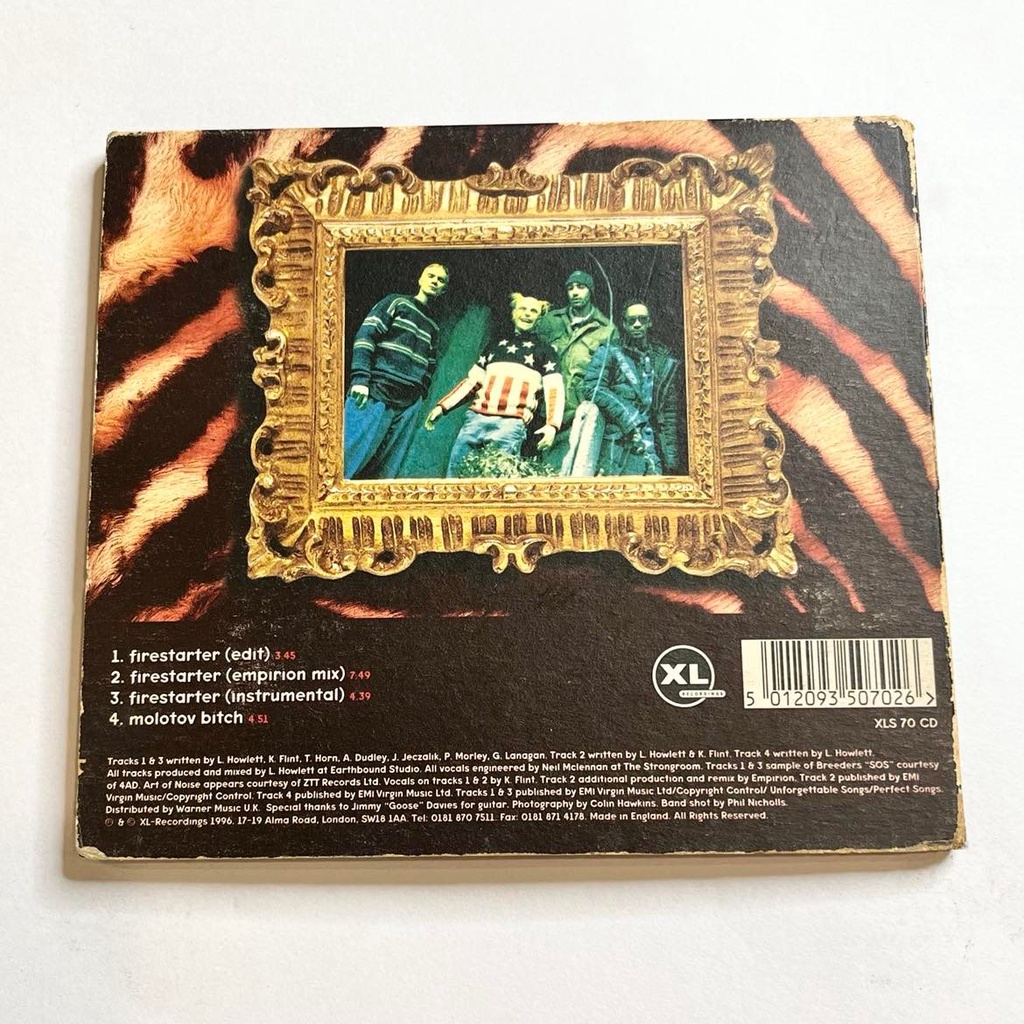 1. firestarter (edit) 3.45
2. firestarter (empirion mix) 7.49
3. firestarter (instrumental) 4.39
4. molotov bitch 4.51
XL
RECORDINGS
5 012093 507026 >
XLS 70 CD
Tracks 1 & 3 written by L. Howlett, K. Flint, T. Horn, A. Dudley, J. Jeczalik, P. Morley, G. Lanagan. Track 2 written by L. Howlett & K. Flint, Track 4 written by L. Howlett.
All tracks produced and mixed by L. Howlett at Earthbound Studio. All vocals engineered by Neil Mclennan at The Strongroom. Tracks 1 & 3 sample of Breeders "SOS" courtesy
of 4AD. Art of Noise appears courtesy of ZTT Records Ltd. Vocals on tracks 1 & 2 by K. Flint. Track 2 additional production and remix by Empirion. Track 2 published by EMI
Virgin Music/Copyright Control. Track 4 published by EMI Virgin Music Ltd. Tracks 1 & 3 published by EMI Virgin Music Ltd/Copyright Control/ Unforgettable Songs/Perfect Songs.
Distributed by Warner Music U.K. Special thanks to Jimmy "Goose" Davies for guitar. Photography by Colin Hawkins. Band shot by Phil Nicholls.
℗ & © XL-Recordings 1996. 17-19 Alma Road, London, SW18 1AA. Tel: 0181 870 7511. Fax: 0181 871 4178. Made in England. All Rights Reserved.